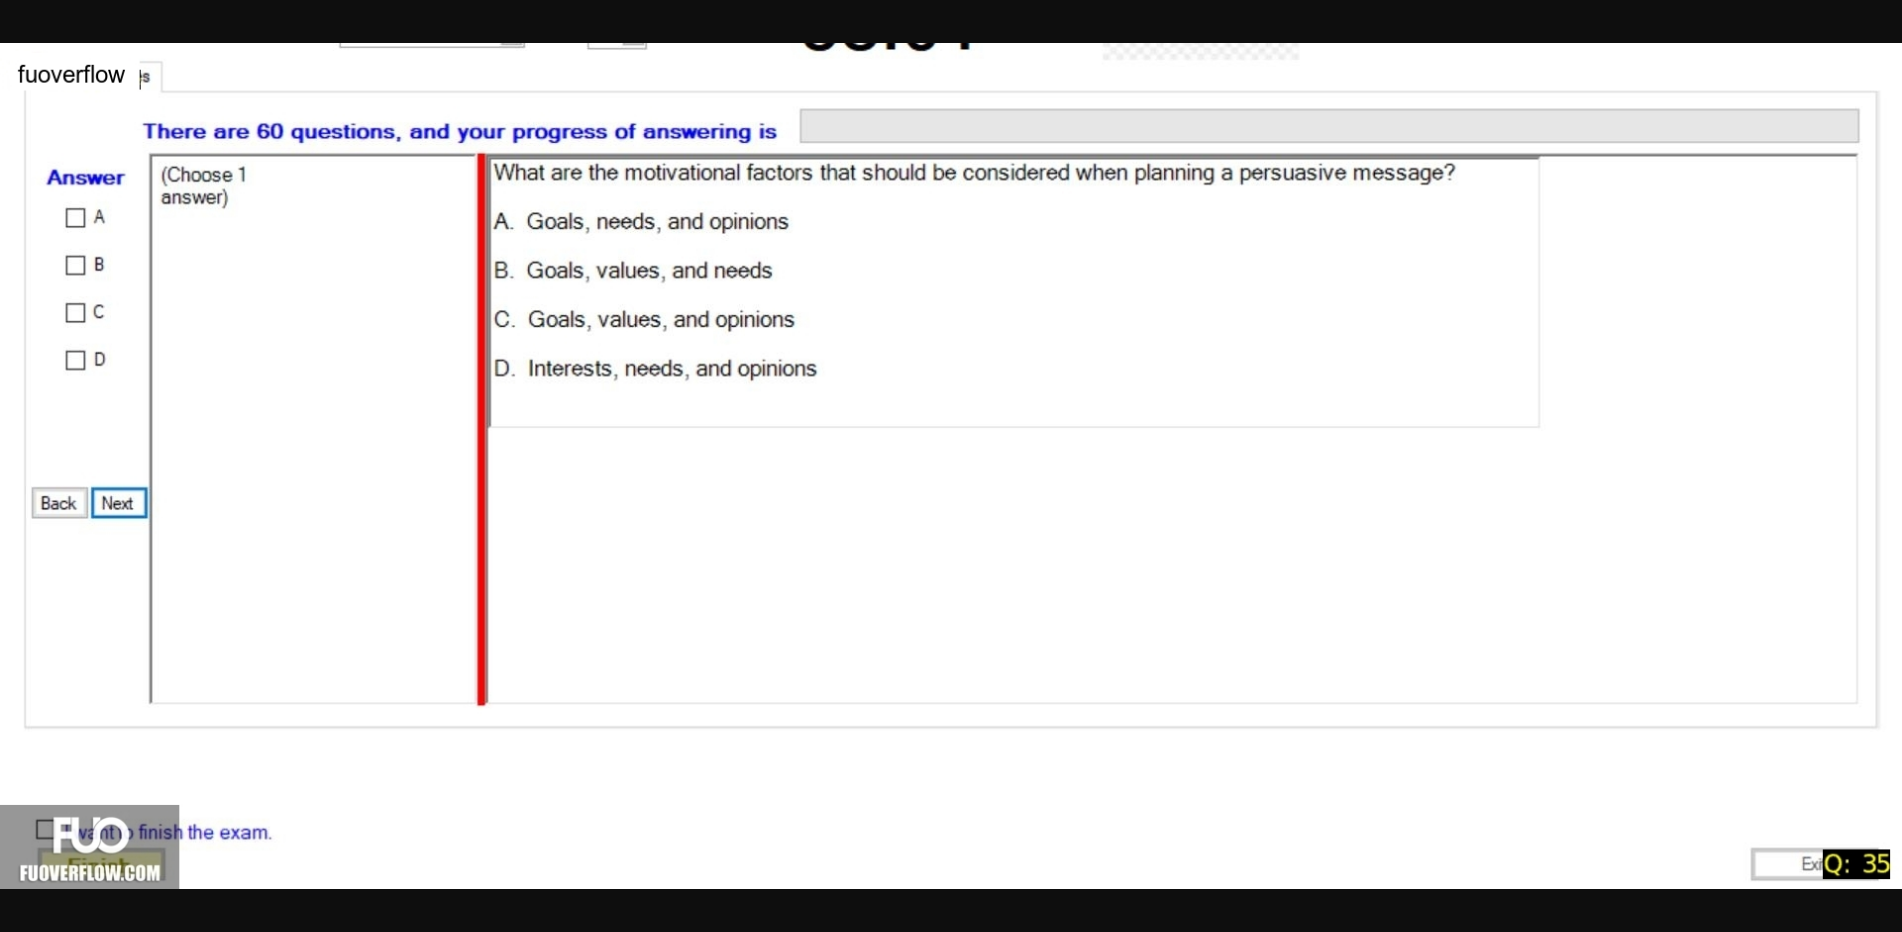 fuoverflow
There are 60 questions, and your progress of answering is
Answer
(Choose 1
answer)
A
B
C
D
What are the motivational factors that should be considered when planning a persuasive message?
A. Goals, needs, and opinions
B. Goals, values, and needs
C. Goals, values, and opinions
D. Interests, needs, and opinions
Back
Next
want to finish the exam.
FUO
FUOVERFLOW.COM
Q: 35